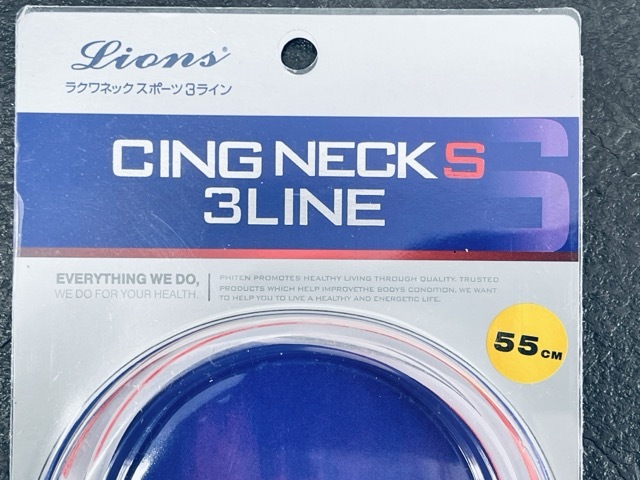 Lions
ラクワネック スポーツ3ライン
CING NECK S
3LINE
EVERYTHING WE DO,
WE DO FOR YOUR HEALTH.
PHITEN PROMOTES HEALTHY LIVING THROUGH QUALITY. TRUSTED
PRODUCTS WHICH HELP IMPROVETHE BODYS CONDITION. WE WANT
TO HELP YOU TO LIVE A HEALTHY AND ENERGETIC LIFE.
55CM